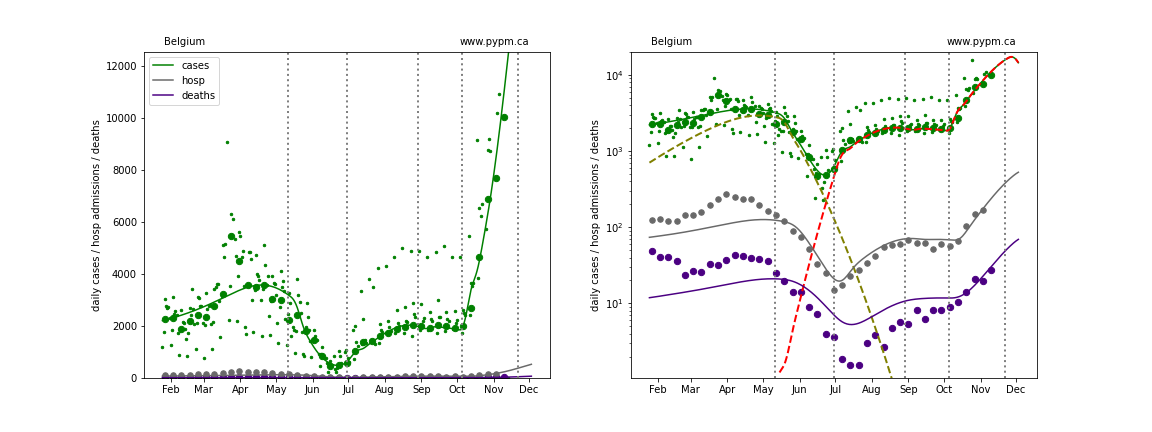 Belgium www.pypm.ca
daily cases / hosp admissions / deaths
12000
10000
8000
6000
4000
2000
0
cases
hosp
deaths
Feb Mar Apr May Jun Jul Aug Sep Oct Nov Dec
Belgium www.pypm.ca
daily cases / hosp admissions / deaths
10⁴
10³
10²
10¹
Feb Mar Apr May Jun Jul Aug Sep Oct Nov Dec